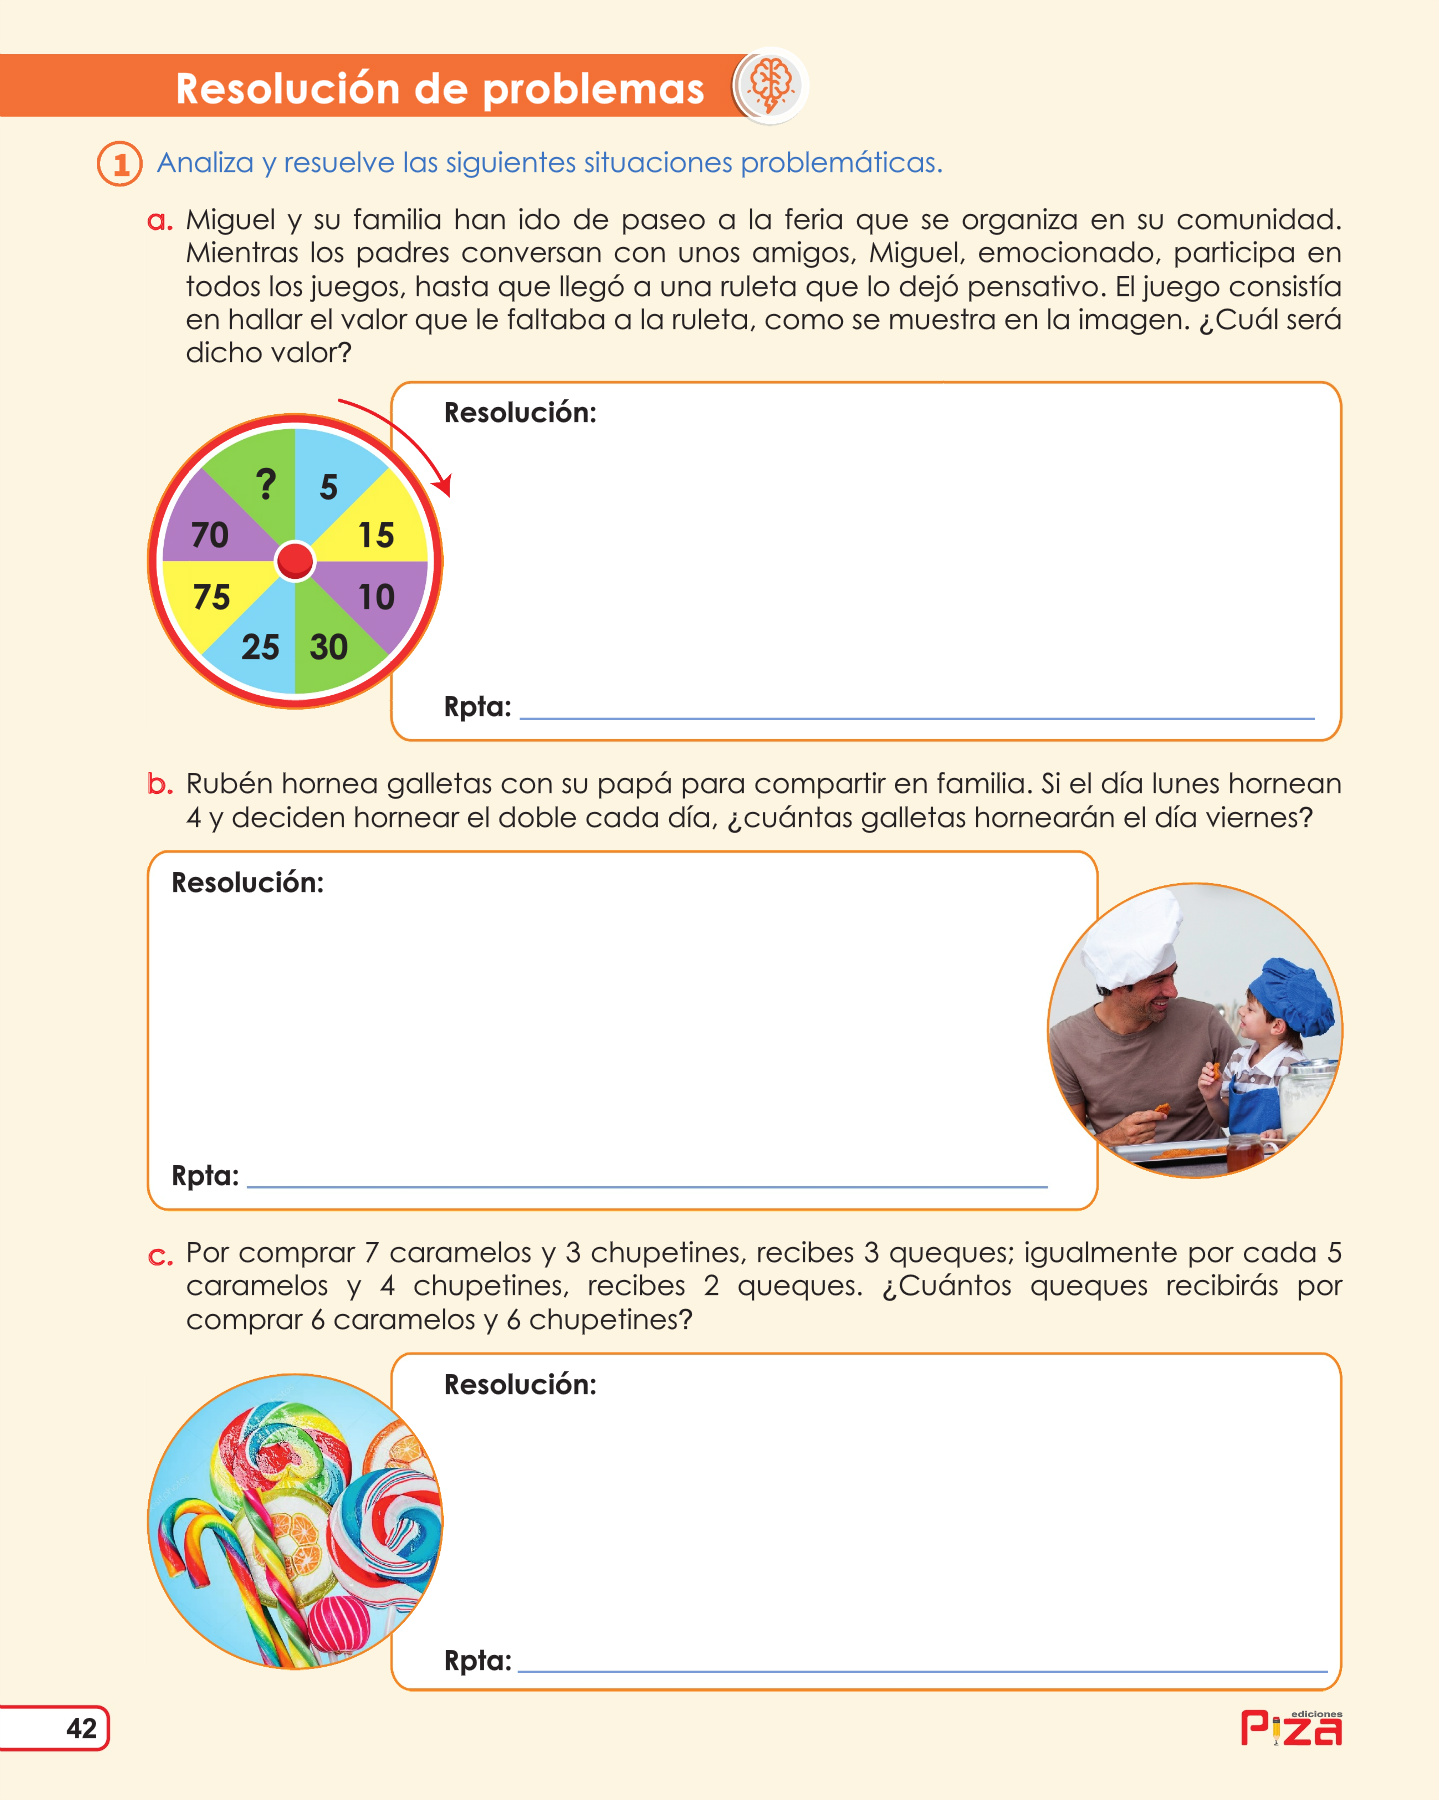 Resolución de problemas
1 Analiza y resuelve las siguientes situaciones problemáticas.
a. Miguel y su familia han ido de paseo a la feria que se organiza en su comunidad.
Mientras los padres conversan con unos amigos, Miguel, emocionado, participa en
todos los juegos, hasta que llegó a una ruleta que lo dejó pensativo. El juego consistía
en hallar el valor que le faltaba a la ruleta, como se muestra en la imagen. ¿Cuál será
dicho valor?
Resolución:
? 5
70 15
75 10
25 30
Rpta:
b. Rubén hornea galletas con su papá para compartir en familia. Si el día lunes hornean
4 y deciden hornear el doble cada día, ¿cuántas galletas hornearán el día viernes?
Resolución:
Rpta:
c. Por comprar 7 caramelos y 3 chupetines, recibes 3 queques; igualmente por cada 5
caramelos y 4 chupetines, recibes 2 queques. ¿Cuántos queques recibirás por
comprar 6 caramelos y 6 chupetines?
Resolución:
Rpta:
42
ediciones
Piza